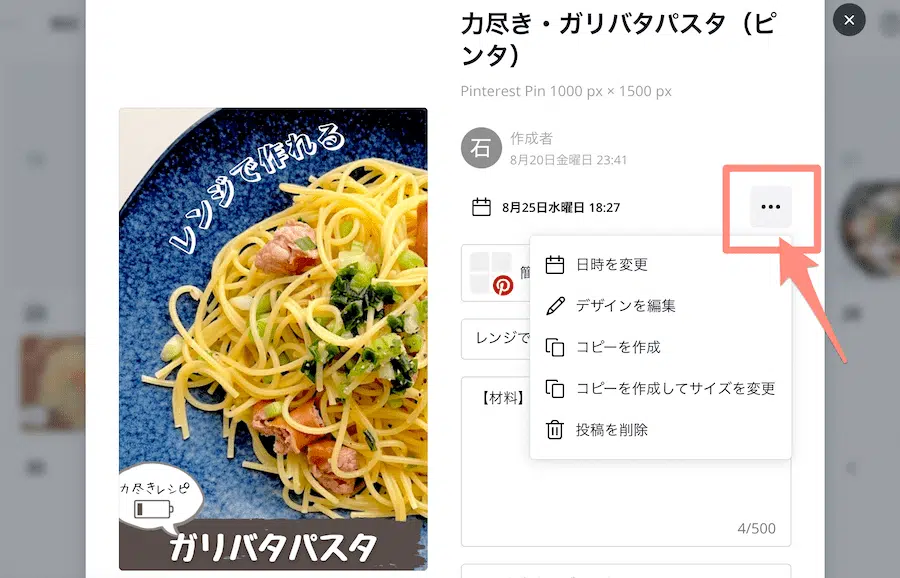 力尽き・ガリバタパスタ（ピ
ンタ）
Pinterest Pin 1000 px × 1500 px
石
作成者
8月20日金曜日 23:41
8月25日水曜日 18:27
日時を変更
デザインを編集
コピーを作成
コピーを作成してサイズを変更
投稿を削除
レンジで
【材料】
4/500
レンジで作れる
力尽きレシピ
ガリバタパスタ